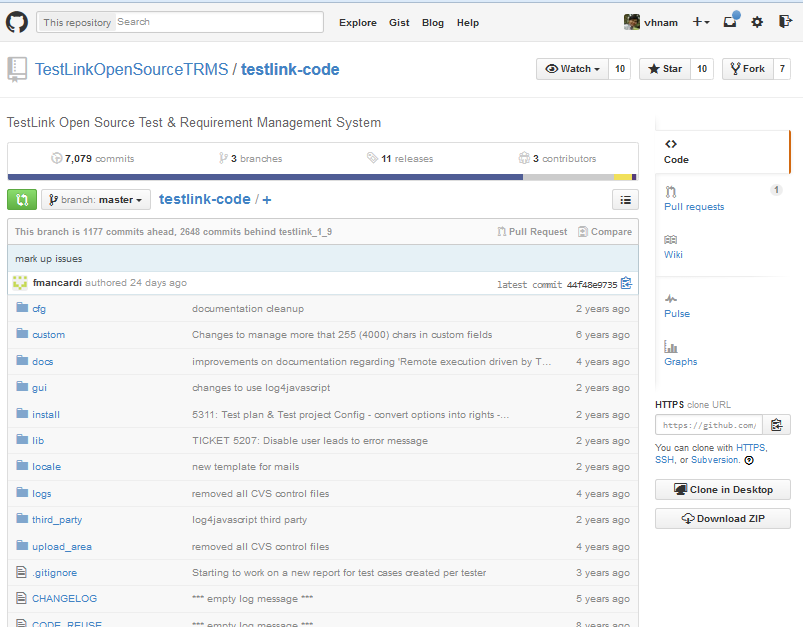 This repository Search Explore Gist Blog Help vhnam
TestLinkOpenSourceTRMS / testlink-code Watch 10 Star 10 Fork 7
TestLink Open Source Test & Requirement Management System
7,079 commits 3 branches 11 releases 3 contributors
branch: master testlink-code / +
This branch is 1177 commits ahead, 2648 commits behind testlink_1_9 Pull Request Compare
mark up issues
fmancardi authored 24 days ago latest commit 44f48e9735
cfg documentation cleanup 2 years ago
custom Changes to manage more that 255 (4000) chars in custom fields 6 years ago
docs improvements on documentation regarding 'Remote execution driven by T... 4 years ago
gui changes to use log4javascript 2 years ago
install 5311: Test plan & Test project Config - convert options into rights -... 2 years ago
lib TICKET 5207: Disable user leads to error message 2 years ago
locale new template for mails 2 years ago
logs removed all CVS control files 4 years ago
third_party log4javascript third party 2 years ago
upload_area removed all CVS control files 4 years ago
.gitignore Starting to work on a new report for test cases created per tester 3 years ago
CHANGELOG *** empty log message *** 5 years ago
CODE_REUSE *** empty log message *** 8 years ago
Code
Pull requests 1
Wiki
Pulse
Graphs
HTTPS clone URL
https://github.com/
You can clone with HTTPS,
SSH, or Subversion.
Clone in Desktop
Download ZIP